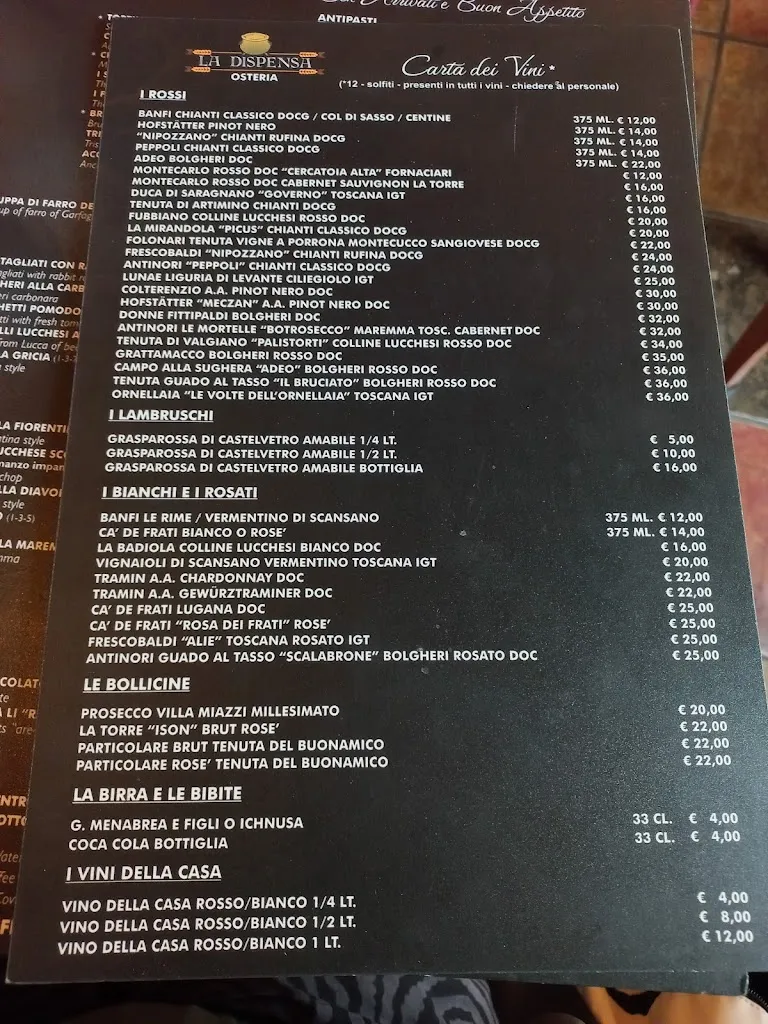 Ben Arrivati e Buon Appetito
ANTIPASTI
LA DISPENSA
OSTERIA
Carta dei Vini *
(*12 - solfiti - presenti in tutti i vini - chiedere al personale)
I ROSSI
BANFI CHIANTI CLASSICO DOCG / COL DI SASSO / CENTINE 375 ML. € 12,00
HOFSTÄTTER PINOT NERO 375 ML. € 14,00
“NIPOZZANO” CHIANTI RUFINA DOCG 375 ML. € 14,00
PEPPOLI CHIANTI CLASSICO DOCG 375 ML. € 14,00
ADEO BOLGHERI DOC 375 ML. € 22,00
MONTECARLO ROSSO DOC “CERCATOIA ALTA” FORNACIARI € 12,00
MONTECARLO ROSSO DOC CABERNET SAUVIGNON LA TORRE € 16,00
DUCA DI SARAGNANO “GOVERNO” TOSCANA IGT € 16,00
TENUTA DI ARTIMINO CHIANTI DOCG € 16,00
FUBBIANO COLLINE LUCCHESI ROSSO DOC € 20,00
LA MIRANDOLA “PICUS” CHIANTI CLASSICO DOCG € 20,00
FOLONARI TENUTA VIGNE A PORRONA MONTECUCCO SANGIOVESE DOCG € 22,00
FRESCOBALDI “NIPOZZANO” CHIANTI RUFINA DOCG € 24,00
ANTINORI “PEPPOLI” CHIANTI CLASSICO DOCG € 24,00
LUNAE LIGURIA DI LEVANTE CILIEGIOLO IGT € 25,00
COLTERENZIO A.A. PINOT NERO DOC € 30,00
HOFSTÄTTER “MECZAN” A.A. PINOT NERO DOC € 30,00
DONNE FITTIPALDI BOLGHERI DOC € 32,00
ANTINORI LE MORTELLE “BOTROSECCO” MAREMMA TOSC. CABERNET DOC € 32,00
TENUTA DI VALGIANO “PALISTORTI” COLLINE LUCCHESI ROSSO DOC € 34,00
GRATTAMACCO BOLGHERI ROSSO DOC € 35,00
CAMPO ALLA SUGHERA “ADEO” BOLGHERI ROSSO DOC € 36,00
TENUTA GUADO AL TASSO “IL BRUCIATO” BOLGHERI ROSSO DOC € 36,00
ORNELLAIA “LE VOLTE DELL’ORNELLAIA” TOSCANA IGT € 36,00
I LAMBRUSCHI
GRASPAROSSA DI CASTELVETRO AMABILE 1/4 LT. € 5,00
GRASPAROSSA DI CASTELVETRO AMABILE 1/2 LT. € 10,00
GRASPAROSSA DI CASTELVETRO AMABILE BOTTIGLIA € 16,00
I BIANCHI E I ROSATI
BANFI LE RIME / VERMENTINO DI SCANSANO 375 ML. € 12,00
CA’ DE FRATI BIANCO O ROSE’ 375 ML. € 14,00
LA BADIOLA COLLINE LUCCHESI BIANCO DOC € 16,00
VIGNAIOLI DI SCANSANO VERMENTINO TOSCANA IGT € 20,00
TRAMIN A.A. CHARDONNAY DOC € 22,00
TRAMIN A.A. GEWÜRZTRAMINER DOC € 22,00
CA’ DE FRATI LUGANA DOC € 25,00
CA’ DE FRATI “ROSA DEI FRATI” ROSE’ € 25,00
FRESCOBALDI “ALIE” TOSCANA ROSATO IGT € 25,00
ANTINORI GUADO AL TASSO “SCALABRONE” BOLGHERI ROSATO DOC € 25,00
LE BOLLICINE
PROSECCO VILLA MIAZZI MILLESIMATO € 20,00
LA TORRE “ISON” BRUT ROSE’ € 22,00
PARTICOLARE BRUT TENUTA DEL BUONAMICO € 22,00
PARTICOLARE ROSE’ TENUTA DEL BUONAMICO € 22,00
LA BIRRA E LE BIBITE
G. MENABREA E FIGLI O ICHNUSA 33 CL. € 4,00
COCA COLA BOTTIGLIA 33 CL. € 4,00
I VINI DELLA CASA
VINO DELLA CASA ROSSO/BIANCO 1/4 LT. € 4,00
VINO DELLA CASA ROSSO/BIANCO 1/2 LT. € 8,00
VINO DELLA CASA ROSSO/BIANCO 1 LT. € 12,00